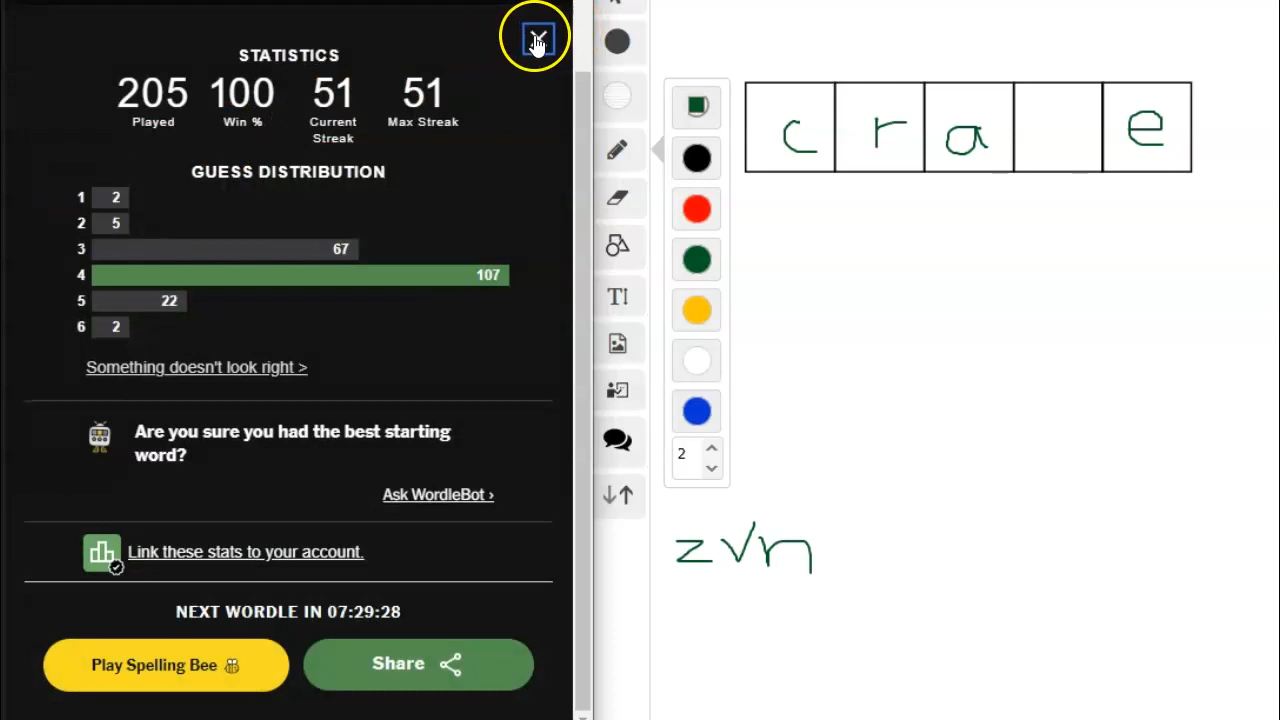 STATISTICS
205 100 51 51
Played Win % Current Streak Max Streak
GUESS DISTRIBUTION
1 2
2 5
3 67
4 107
5 22
6 2
Something doesn't look right >
Are you sure you had the best starting
word?
Ask WordleBot ›
Link these stats to your account.
NEXT WORDLE IN 07:29:28
Play Spelling Bee
Share
TI
2
c r a e
z v n